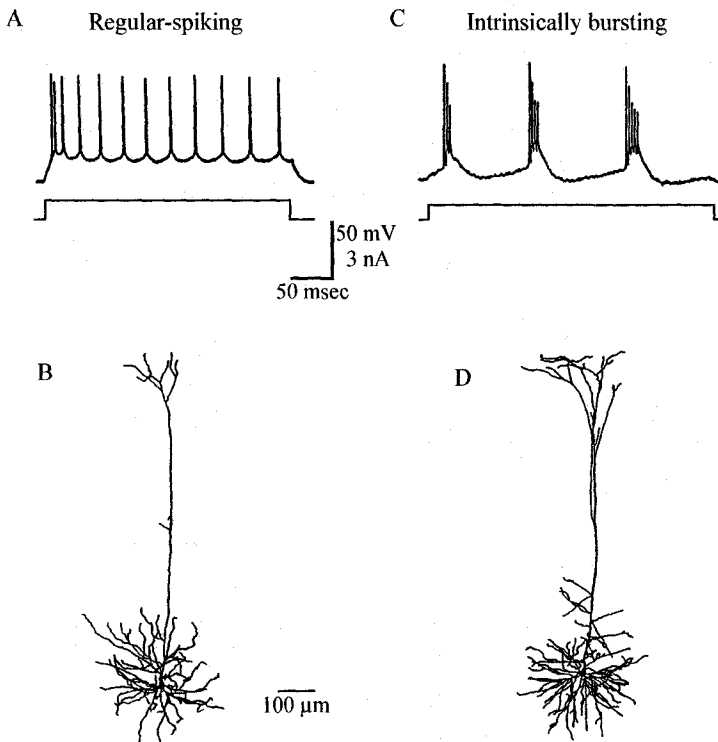 A
Regular-spiking
C
Intrinsically bursting
50 mV
3 nA
50 msec
B
D
100 μm